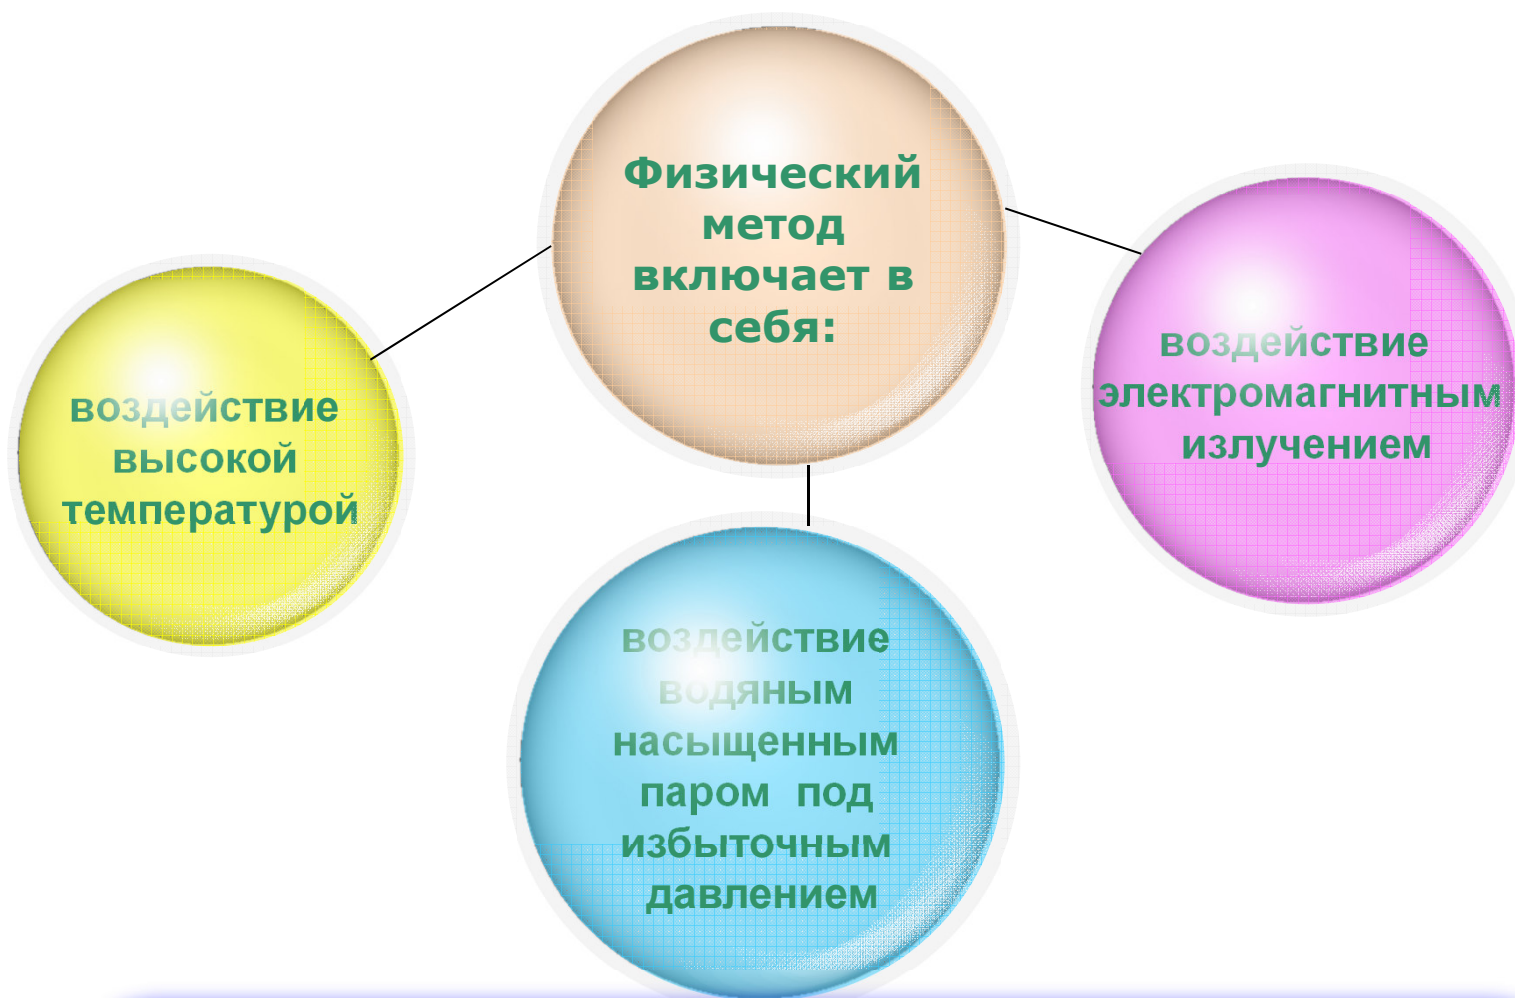 Физический
метод
включает в
себя:
воздействие
высокой
температурой
воздействие
водяным
насыщенным
паром под
избыточным
давлением
воздействие
электромагнитным
излучением